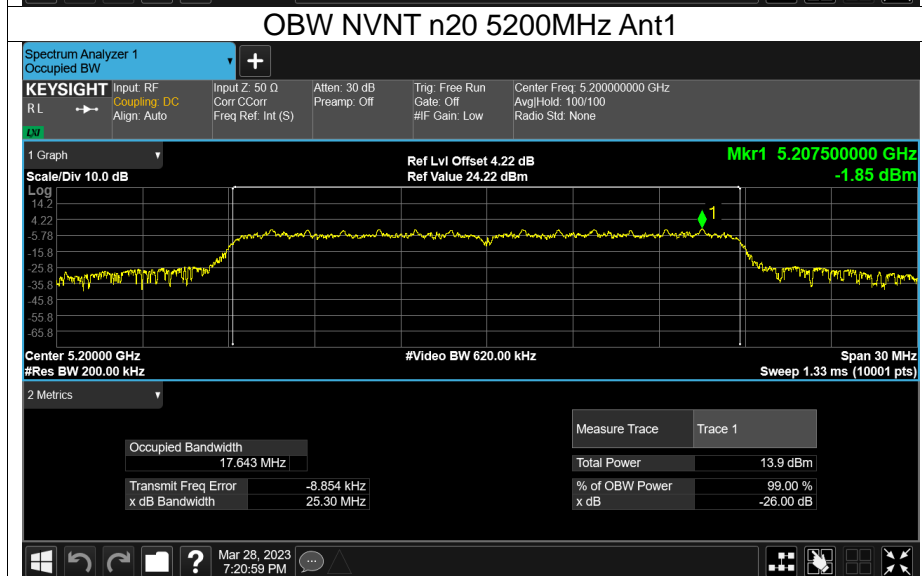 OBW NVNT n20 5200MHz Ant1
Spectrum Analyzer 1
Occupied BW
KEYSIGHT Input: RF Input Z: 50 Ω Atten: 30 dB Trig: Free Run Center Freq: 5.200000000 GHz
R L Coupling: DC Corr CCorr Preamp: Off Gate: Off Avg|Hold: 100/100
Align: Auto Freq Ref: Int (S) #IF Gain: Low Radio Std: None
LXI
1 Graph Ref Lvl Offset 4.22 dB Mkr1 5.207500000 GHz
Scale/Div 10.0 dB Ref Value 24.22 dBm -1.85 dBm
Log
14.2
1
4.22
-5.78
-15.8
-25.8
-35.8
-45.8
-55.8
-65.8
Center 5.20000 GHz #Video BW 620.00 kHz Span 30 MHz
#Res BW 200.00 kHz Sweep 1.33 ms (10001 pts)
2 Metrics
Measure Trace Trace 1
Occupied Bandwidth
17.643 MHz Total Power 13.9 dBm
Transmit Freq Error -8.854 kHz % of OBW Power 99.00 %
x dB Bandwidth 25.30 MHz x dB -26.00 dB
? Mar 28, 2023
7:20:59 PM